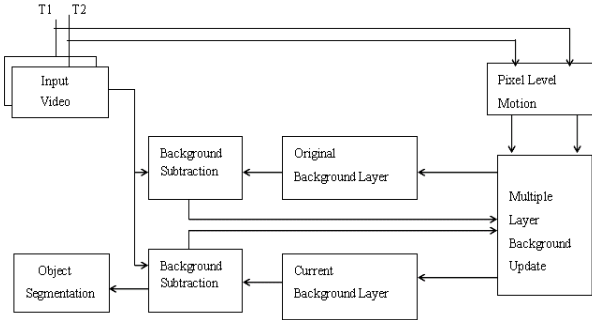 T1 T2
Input
Video
Pixel Level
Motion
Background
Subtraction
Original
Background Layer
Multiple
Layer
Background
Update
Object
Segmentation
Background
Subtraction
Current
Background Layer